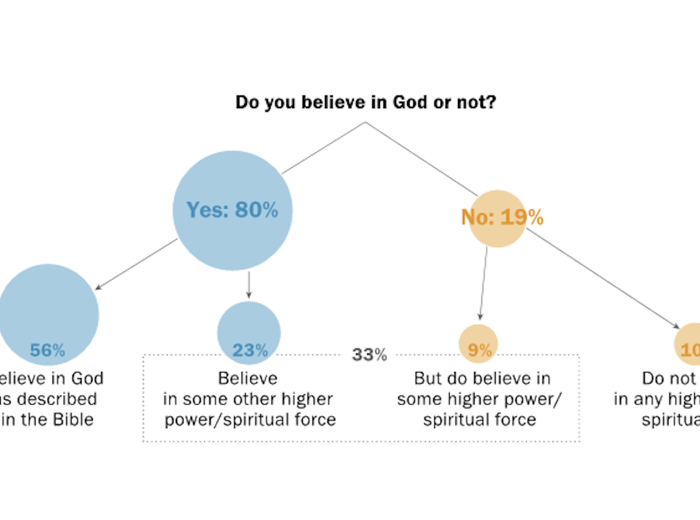 Do you believe in God or not?
Yes: 80%
No: 19%
56%
23%
33%
9%
10
elieve in God
s described
in the Bible
Believe
in some other higher
power/spiritual force
But do believe in
some higher power/
spiritual force
Do not
in any high
spiritua